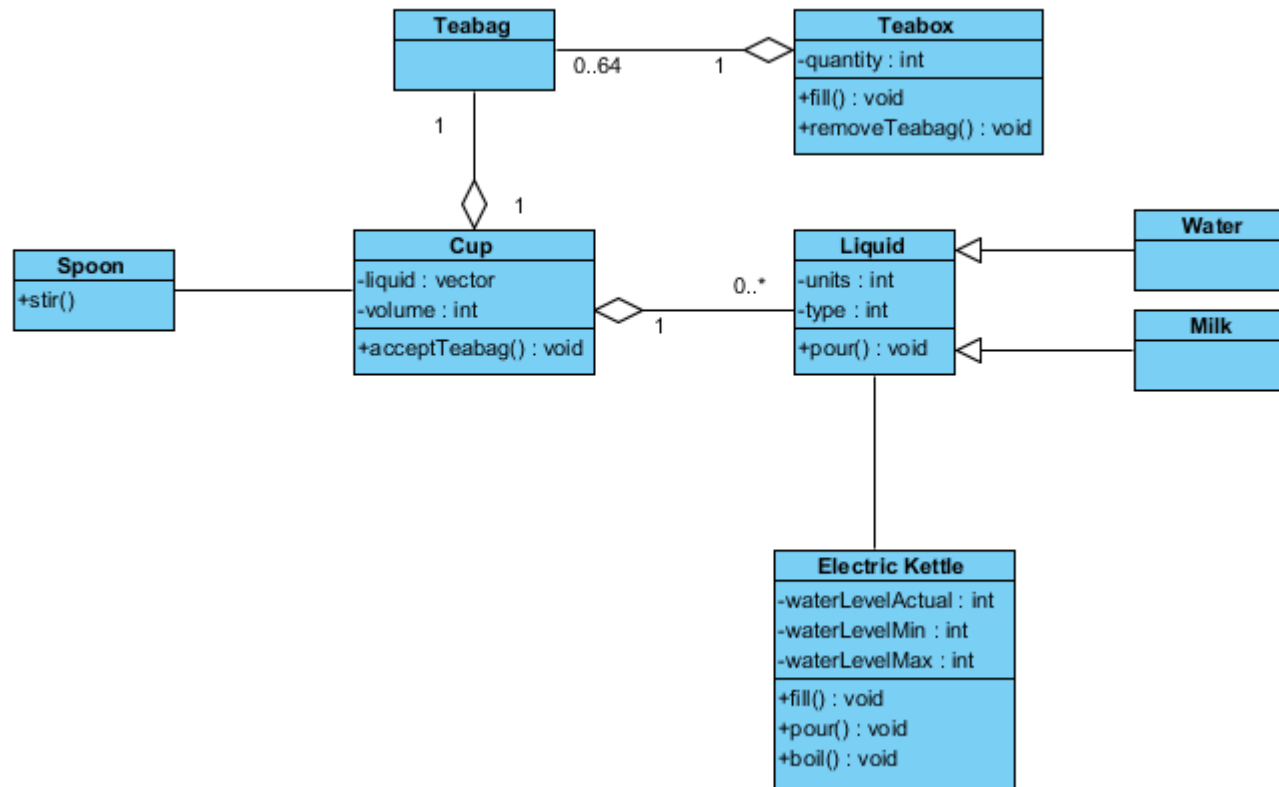 Teabag
Teabox
-quantity : int
+fill() : void
+removeTeabag() : void
0..64
1
1
1
Spoon
+stir()
Cup
-liquid : vector
-volume : int
+acceptTeabag() : void
0..*
1
Liquid
-units : int
-type : int
+pour() : void
Water
Milk
Electric Kettle
-waterLevelActual : int
-waterLevelMin : int
-waterLevelMax : int
+fill() : void
+pour() : void
+boil() : void